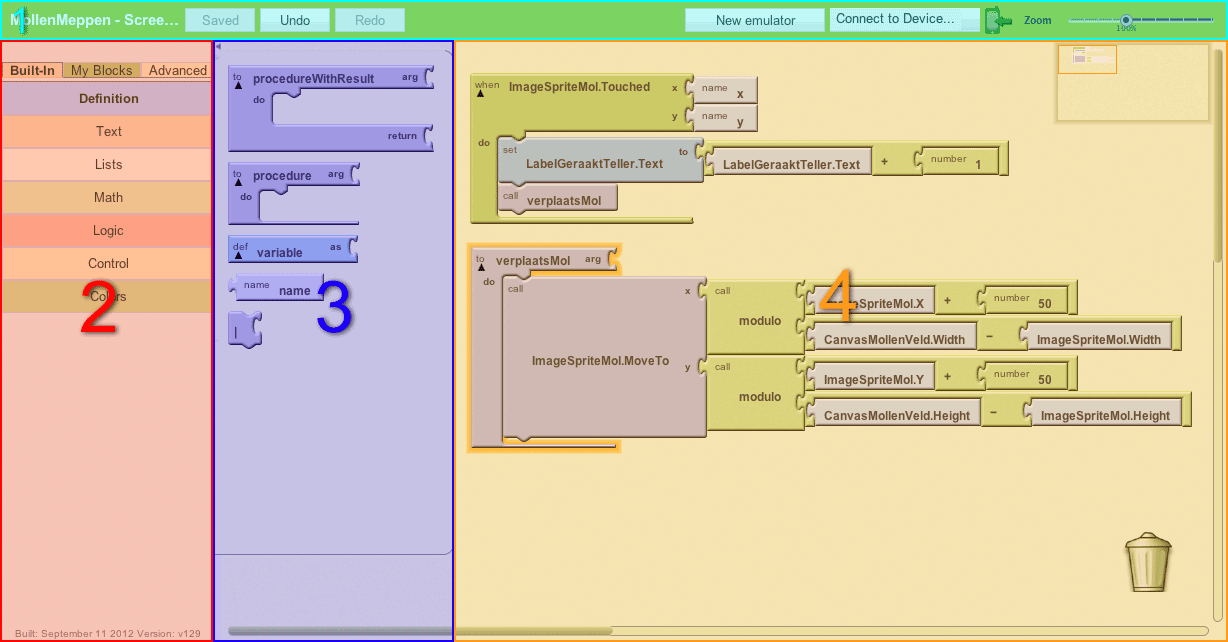 MollenMeppen - Scree...
Saved
Undo
Redo
New emulator
Connect to Device...
Zoom
100%
1
Built-In
My Blocks
Advanced
Definition
Text
Lists
Math
Logic
Control
Colors
2
Built: September 11 2012 Version: v129
to procedureWithResult arg
do
return
to procedure arg
do
def variable as
name name
3
when ImageSpriteMol.Touched x name x
y name y
do set LabelGeraaktTeller.Text to LabelGeraaktTeller.Text + number 1
call verplaatsMol
to verplaatsMol arg
do call ImageSpriteMol.MoveTo
x call modulo ImageSpriteMol.X + number 50
CanvasMollenVeld.Width − ImageSpriteMol.Width
y call modulo ImageSpriteMol.Y + number 50
CanvasMollenVeld.Height − ImageSpriteMol.Height
4